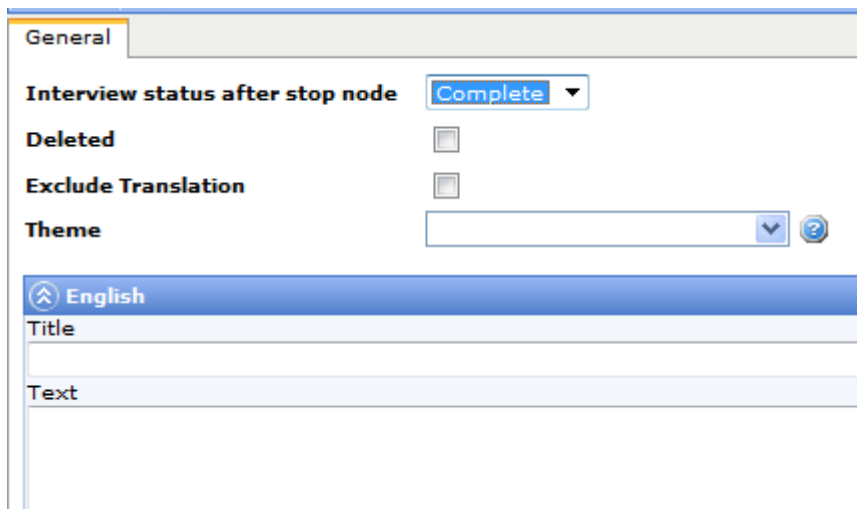 General
Interview status after stop node Complete
Deleted
Exclude Translation
Theme
?
English
Title
Text